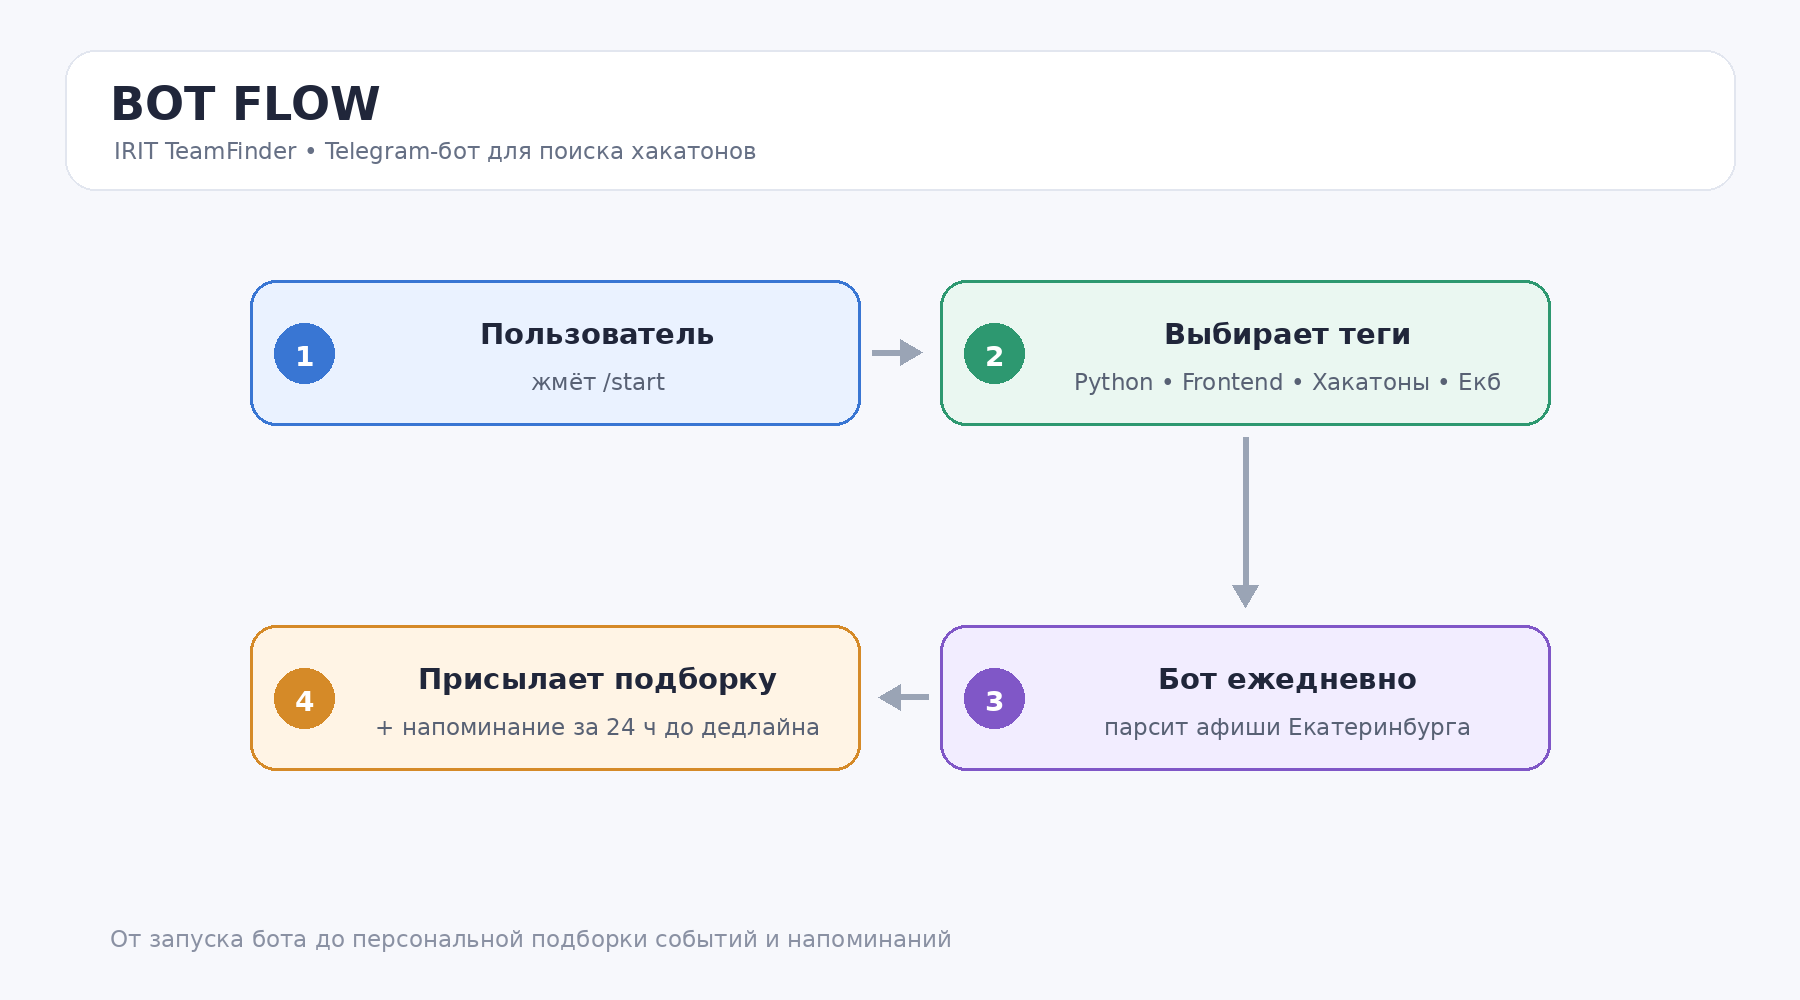 BOT FLOW
IRIT TeamFinder • Telegram-бот для поиска хакатонов
1
Пользователь
жмёт /start
2
Выбирает теги
Python • Frontend • Хакатоны • Екб
4
Присылает подборку
+ напоминание за 24 ч до дедлайна
3
Бот ежедневно
парсит афиши Екатеринбурга
От запуска бота до персональной подборки событий и напоминаний